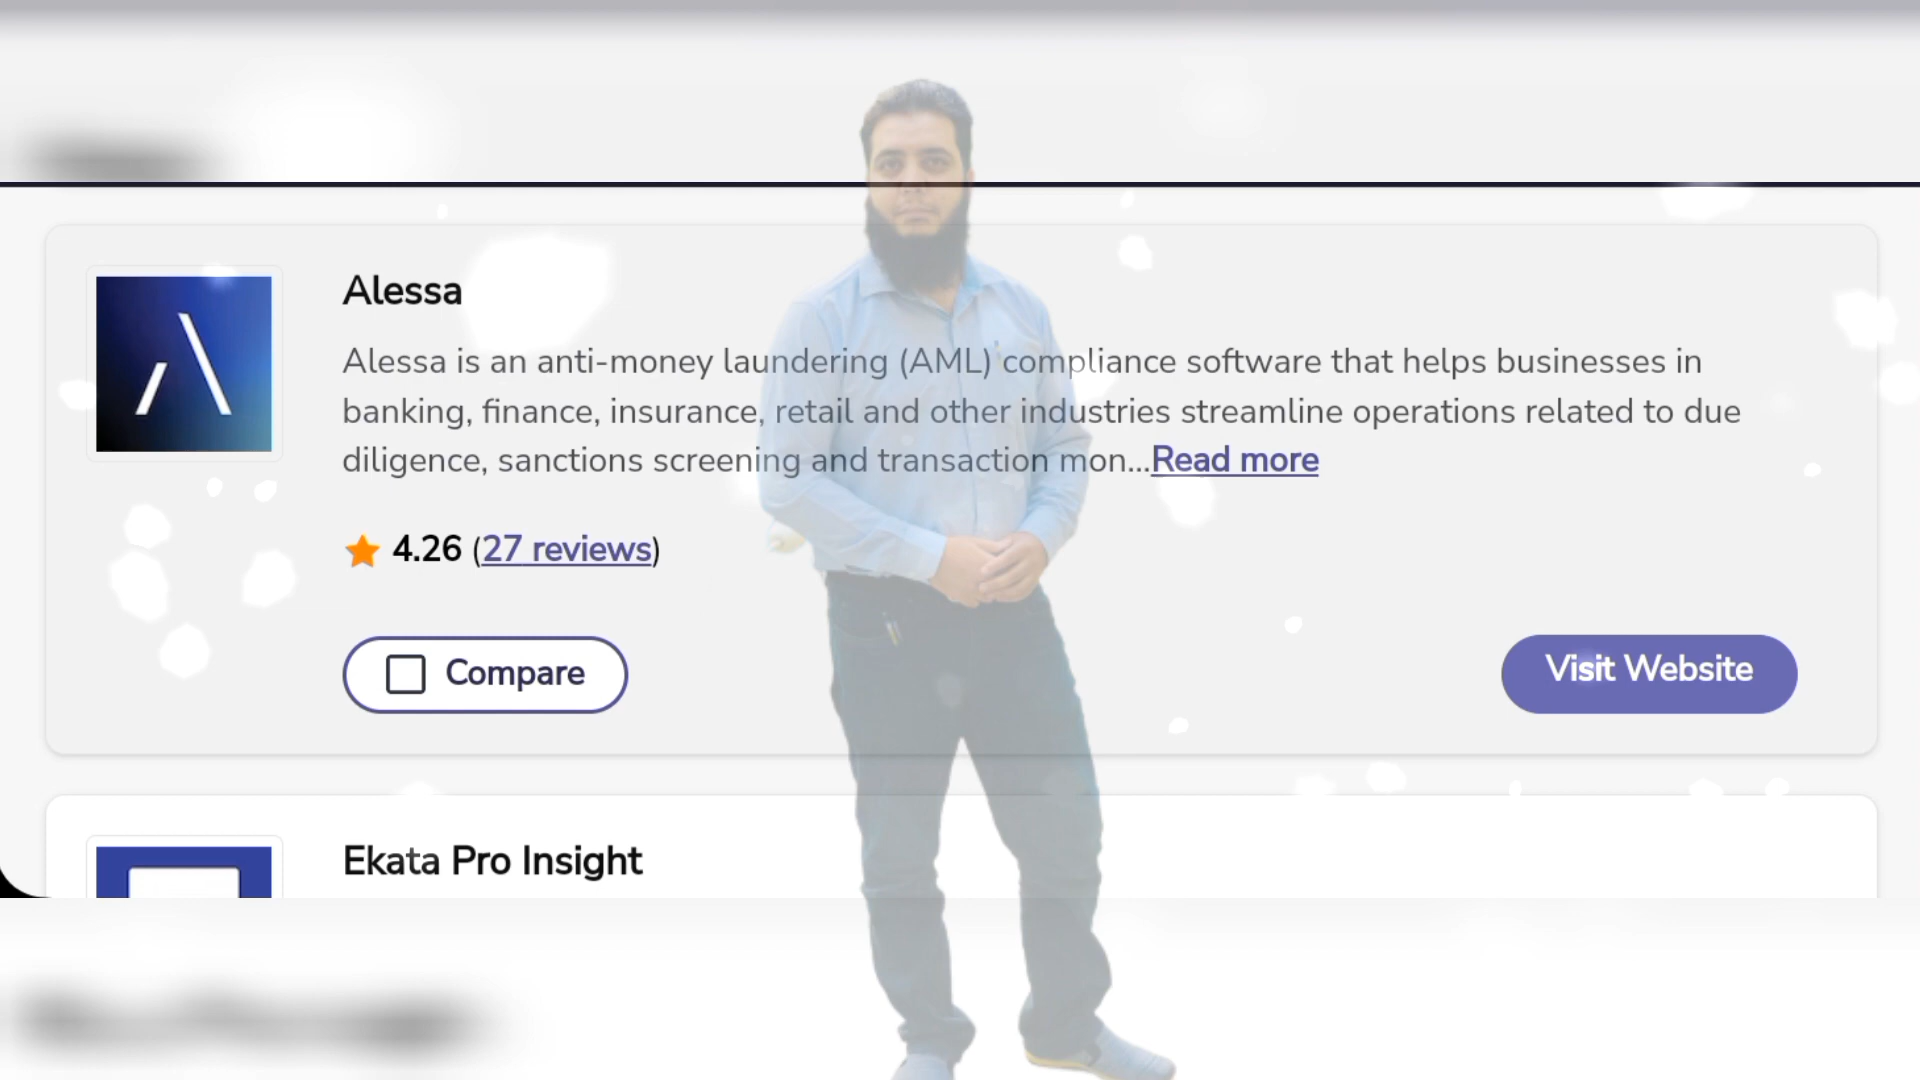 Alessa
Alessa is an anti-money laundering (AML) compliance software that helps businesses in
banking, finance, insurance, retail and other industries streamline operations related to due
diligence, sanctions screening and transaction mon...Read more
4.26 (27 reviews)
Compare
Visit Website
Ekata Pro Insight